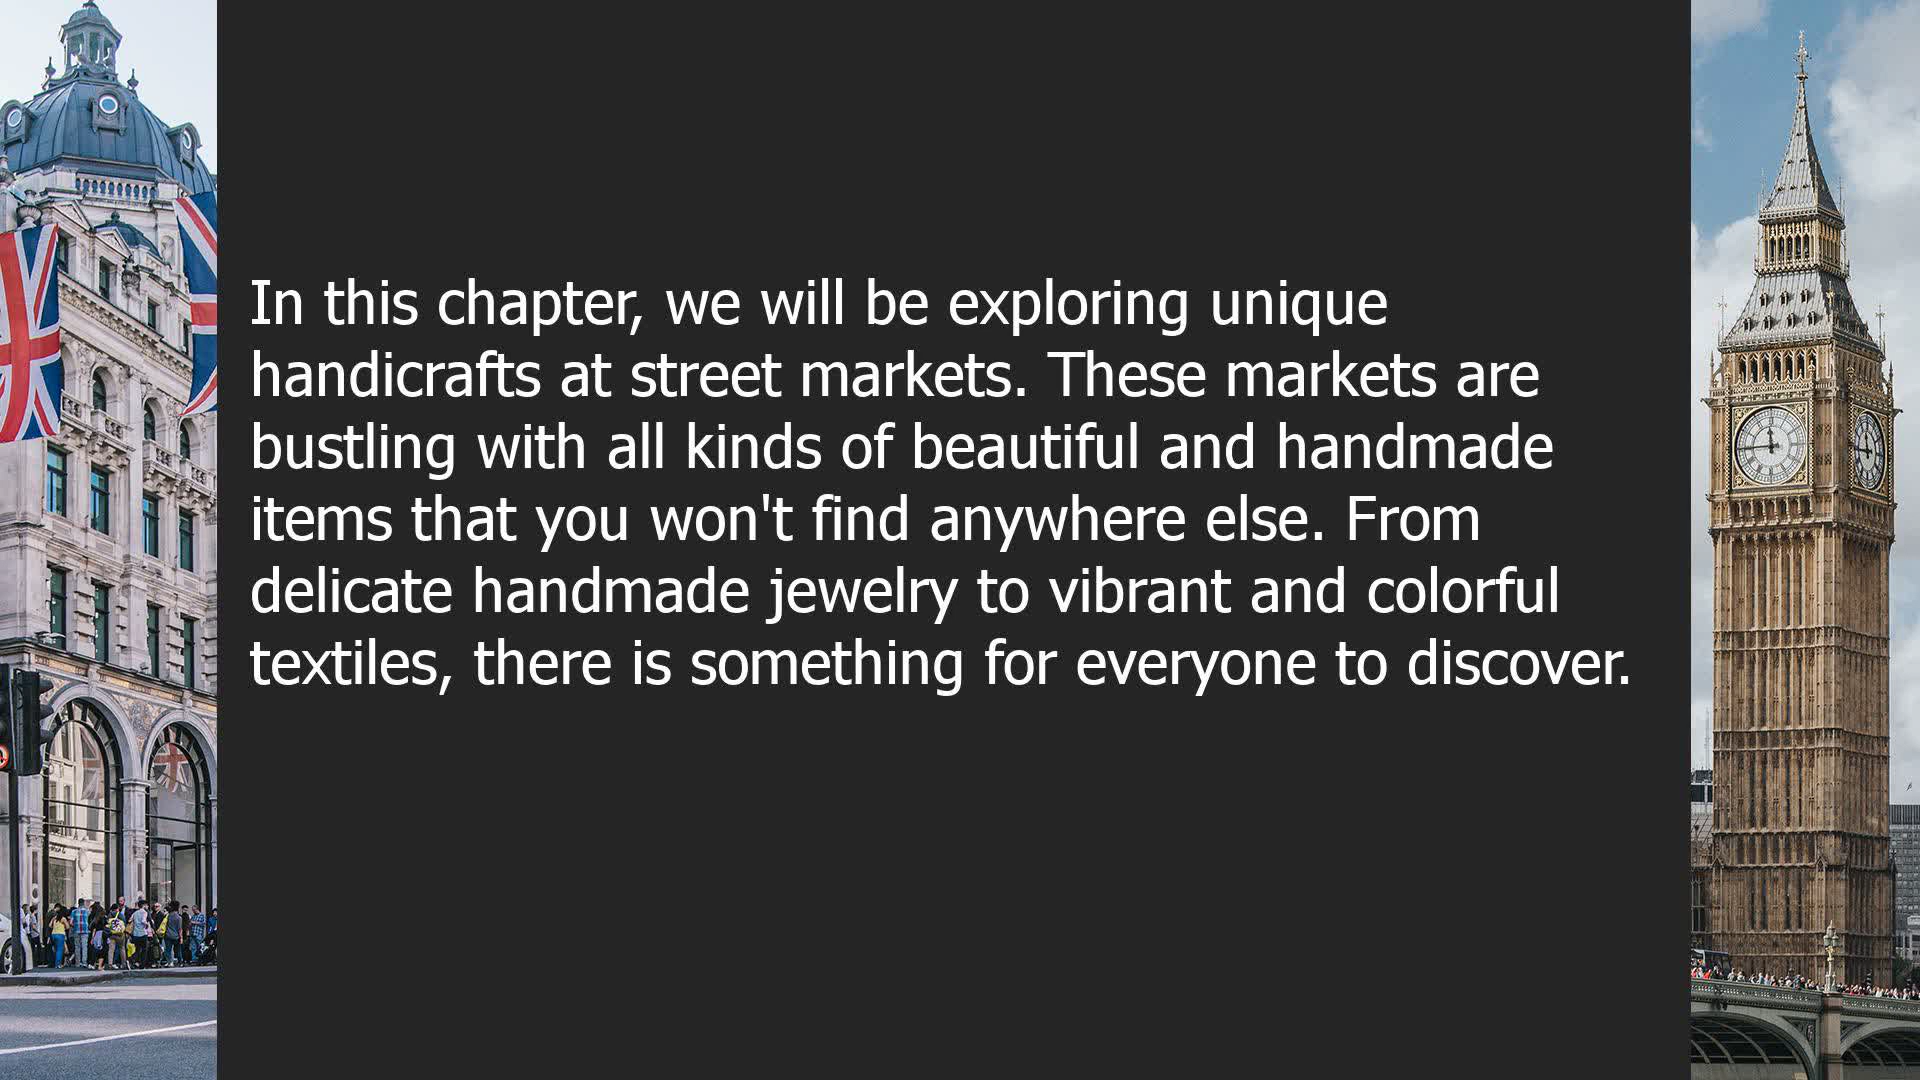 In this chapter, we will be exploring unique
handicrafts at street markets. These markets are
bustling with all kinds of beautiful and handmade
items that you won't find anywhere else. From
delicate handmade jewelry to vibrant and colorful
textiles, there is something for everyone to discover.